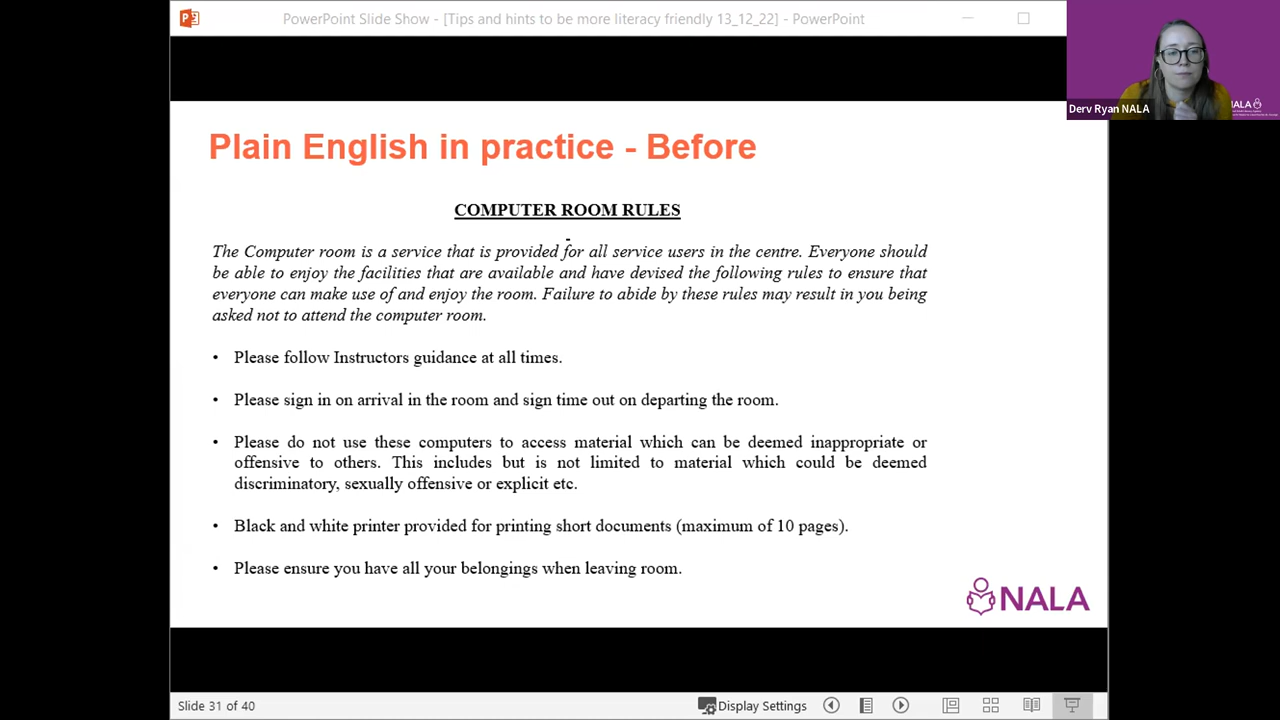 PowerPoint Slide Show - [Tips and hints to be more literacy friendly 13_12_22] - PowerPoint
Derv Ryan NALA
NALA
Plain English in practice - Before
COMPUTER ROOM RULES
The Computer room is a service that is provided for all service users in the centre. Everyone should
be able to enjoy the facilities that are available and have devised the following rules to ensure that
everyone can make use of and enjoy the room. Failure to abide by these rules may result in you being
asked not to attend the computer room.
• Please follow Instructors guidance at all times.
• Please sign in on arrival in the room and sign time out on departing the room.
• Please do not use these computers to access material which can be deemed inappropriate or
offensive to others. This includes but is not limited to material which could be deemed
discriminatory, sexually offensive or explicit etc.
• Black and white printer provided for printing short documents (maximum of 10 pages).
• Please ensure you have all your belongings when leaving room.
NALA
Slide 31 of 40
Display Settings